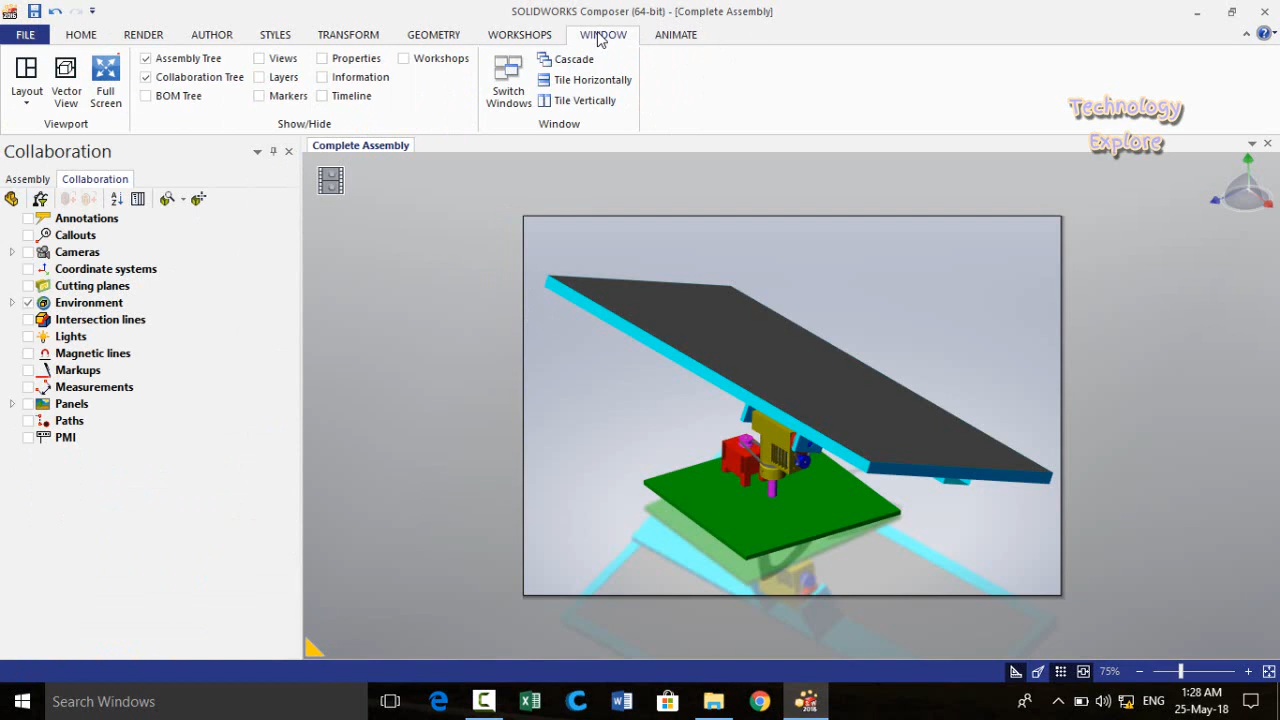 SOLIDWORKS Composer (64-bit) - [Complete Assembly]
FILE HOME RENDER AUTHOR STYLES TRANSFORM GEOMETRY WORKSHOPS WINDOW ANIMATE
Layout
Vector View
Full Screen
Viewport
Assembly Tree
Collaboration Tree
BOM Tree
Views
Layers
Markers
Properties
Information
Timeline
Workshops
Show/Hide
Switch Windows
Cascade
Tile Horizontally
Tile Vertically
Window
Technology
Explore
Collaboration
Complete Assembly
Assembly Collaboration
Annotations
Callouts
Cameras
Coordinate systems
Cutting planes
Environment
Intersection lines
Lights
Magnetic lines
Markups
Measurements
Panels
Paths
PMI
75%
Search Windows
ENG
1:28 AM
25-May-18